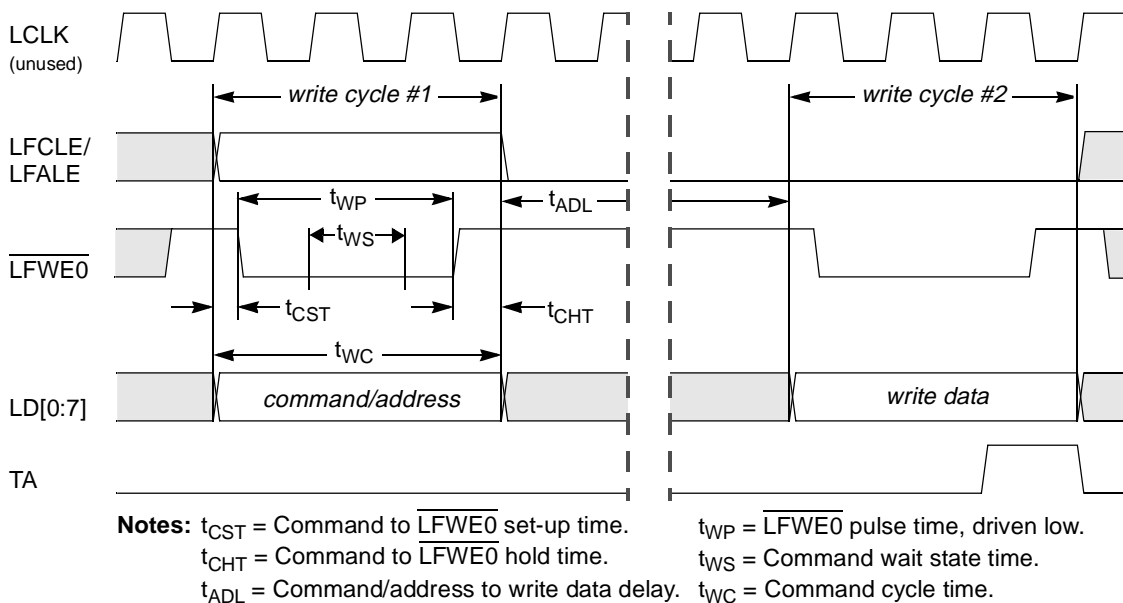 LCLK
(unused)
write cycle #1
write cycle #2
LFCLE/
LFALE
tWP
tADL
tWS
LFWE0
tCST
tCHT
tWC
LD[0:7]
command/address
write data
TA
Notes: tCST = Command to LFWE0 set-up time.
tWP = LFWE0 pulse time, driven low.
tCHT = Command to LFWE0 hold time.
tWS = Command wait state time.
tADL = Command/address to write data delay.
tWC = Command cycle time.